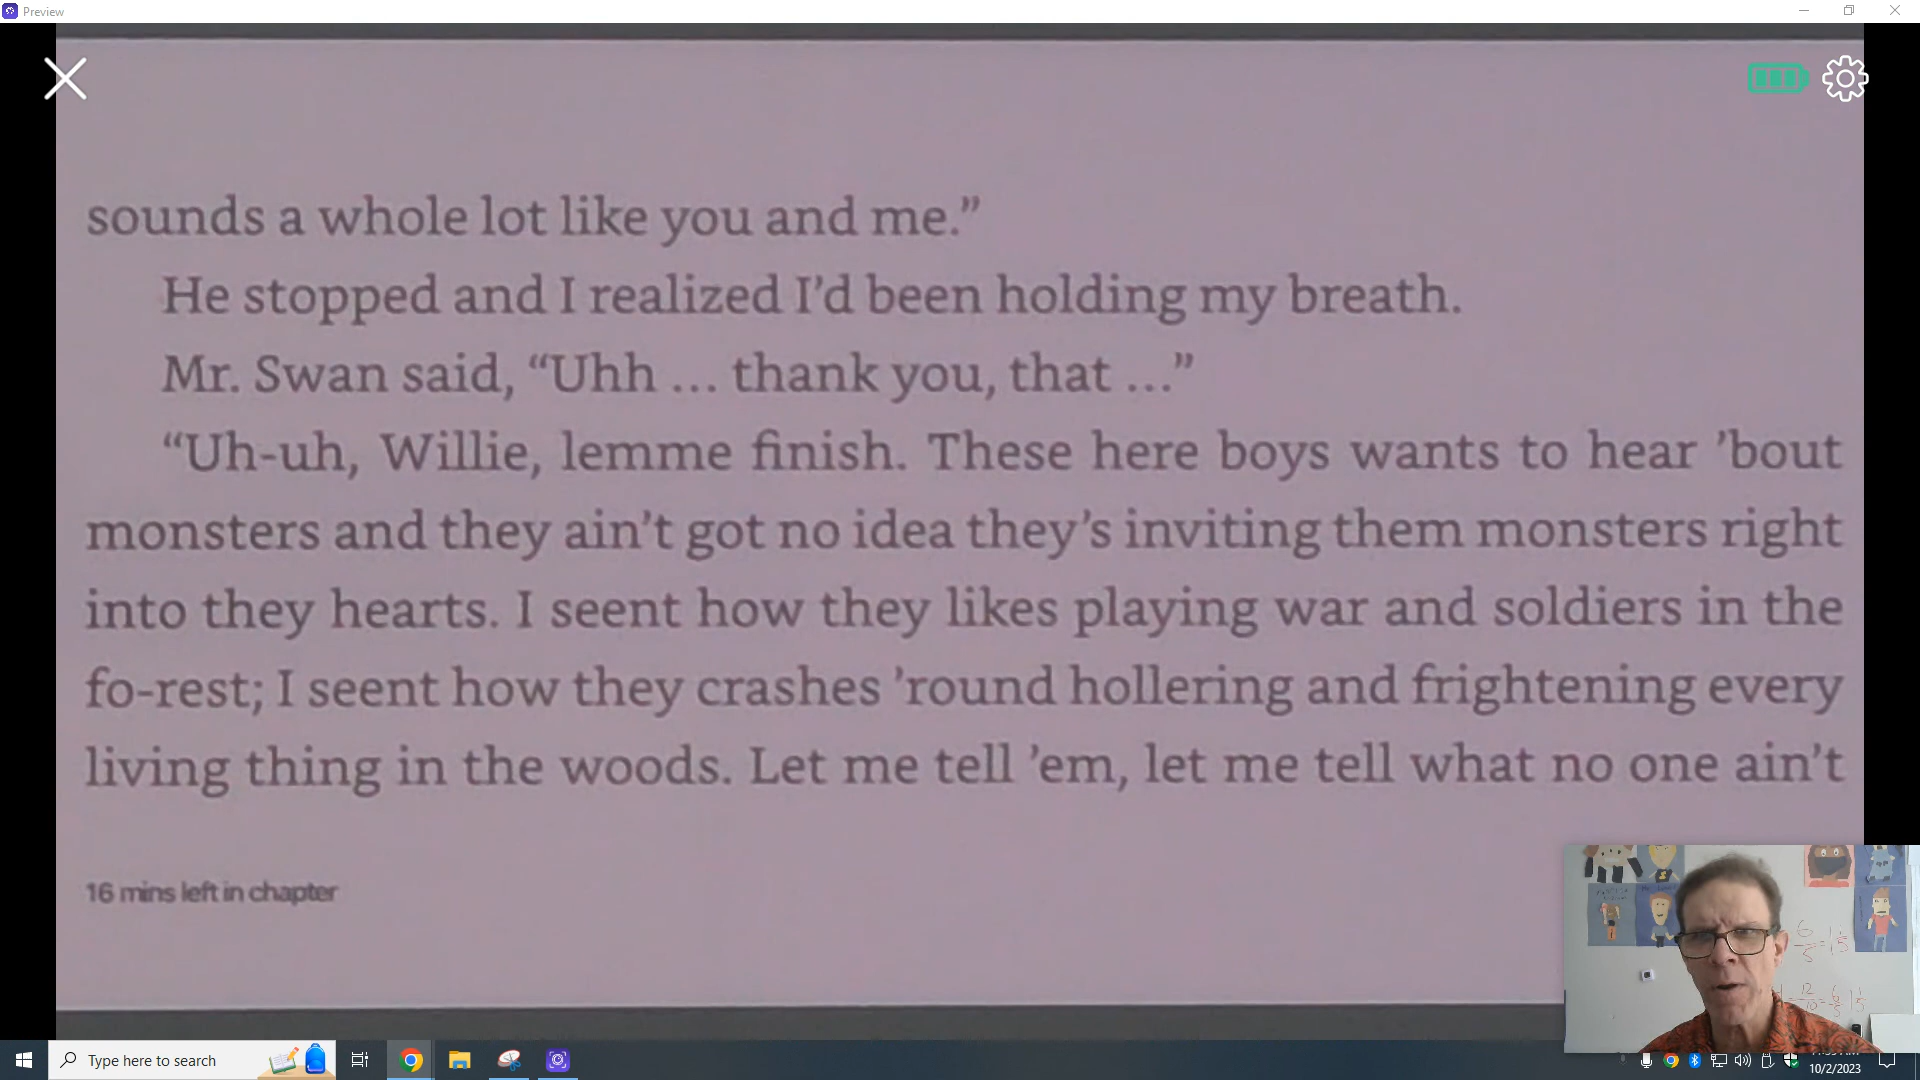 Preview
sounds a whole lot like you and me.”
He stopped and I realized I’d been holding my breath.
Mr. Swan said, “Uhh … thank you, that …”
“Uh-uh, Willie, lemme finish. These here boys wants to hear ’bout
monsters and they ain’t got no idea they’s inviting them monsters right
into they hearts. I seent how they likes playing war and soldiers in the
fo-rest; I seent how they crashes ’round hollering and frightening every
living thing in the woods. Let me tell ’em, let me tell what no one ain’t
16 mins left in chapter
Type here to search
10/2/2023